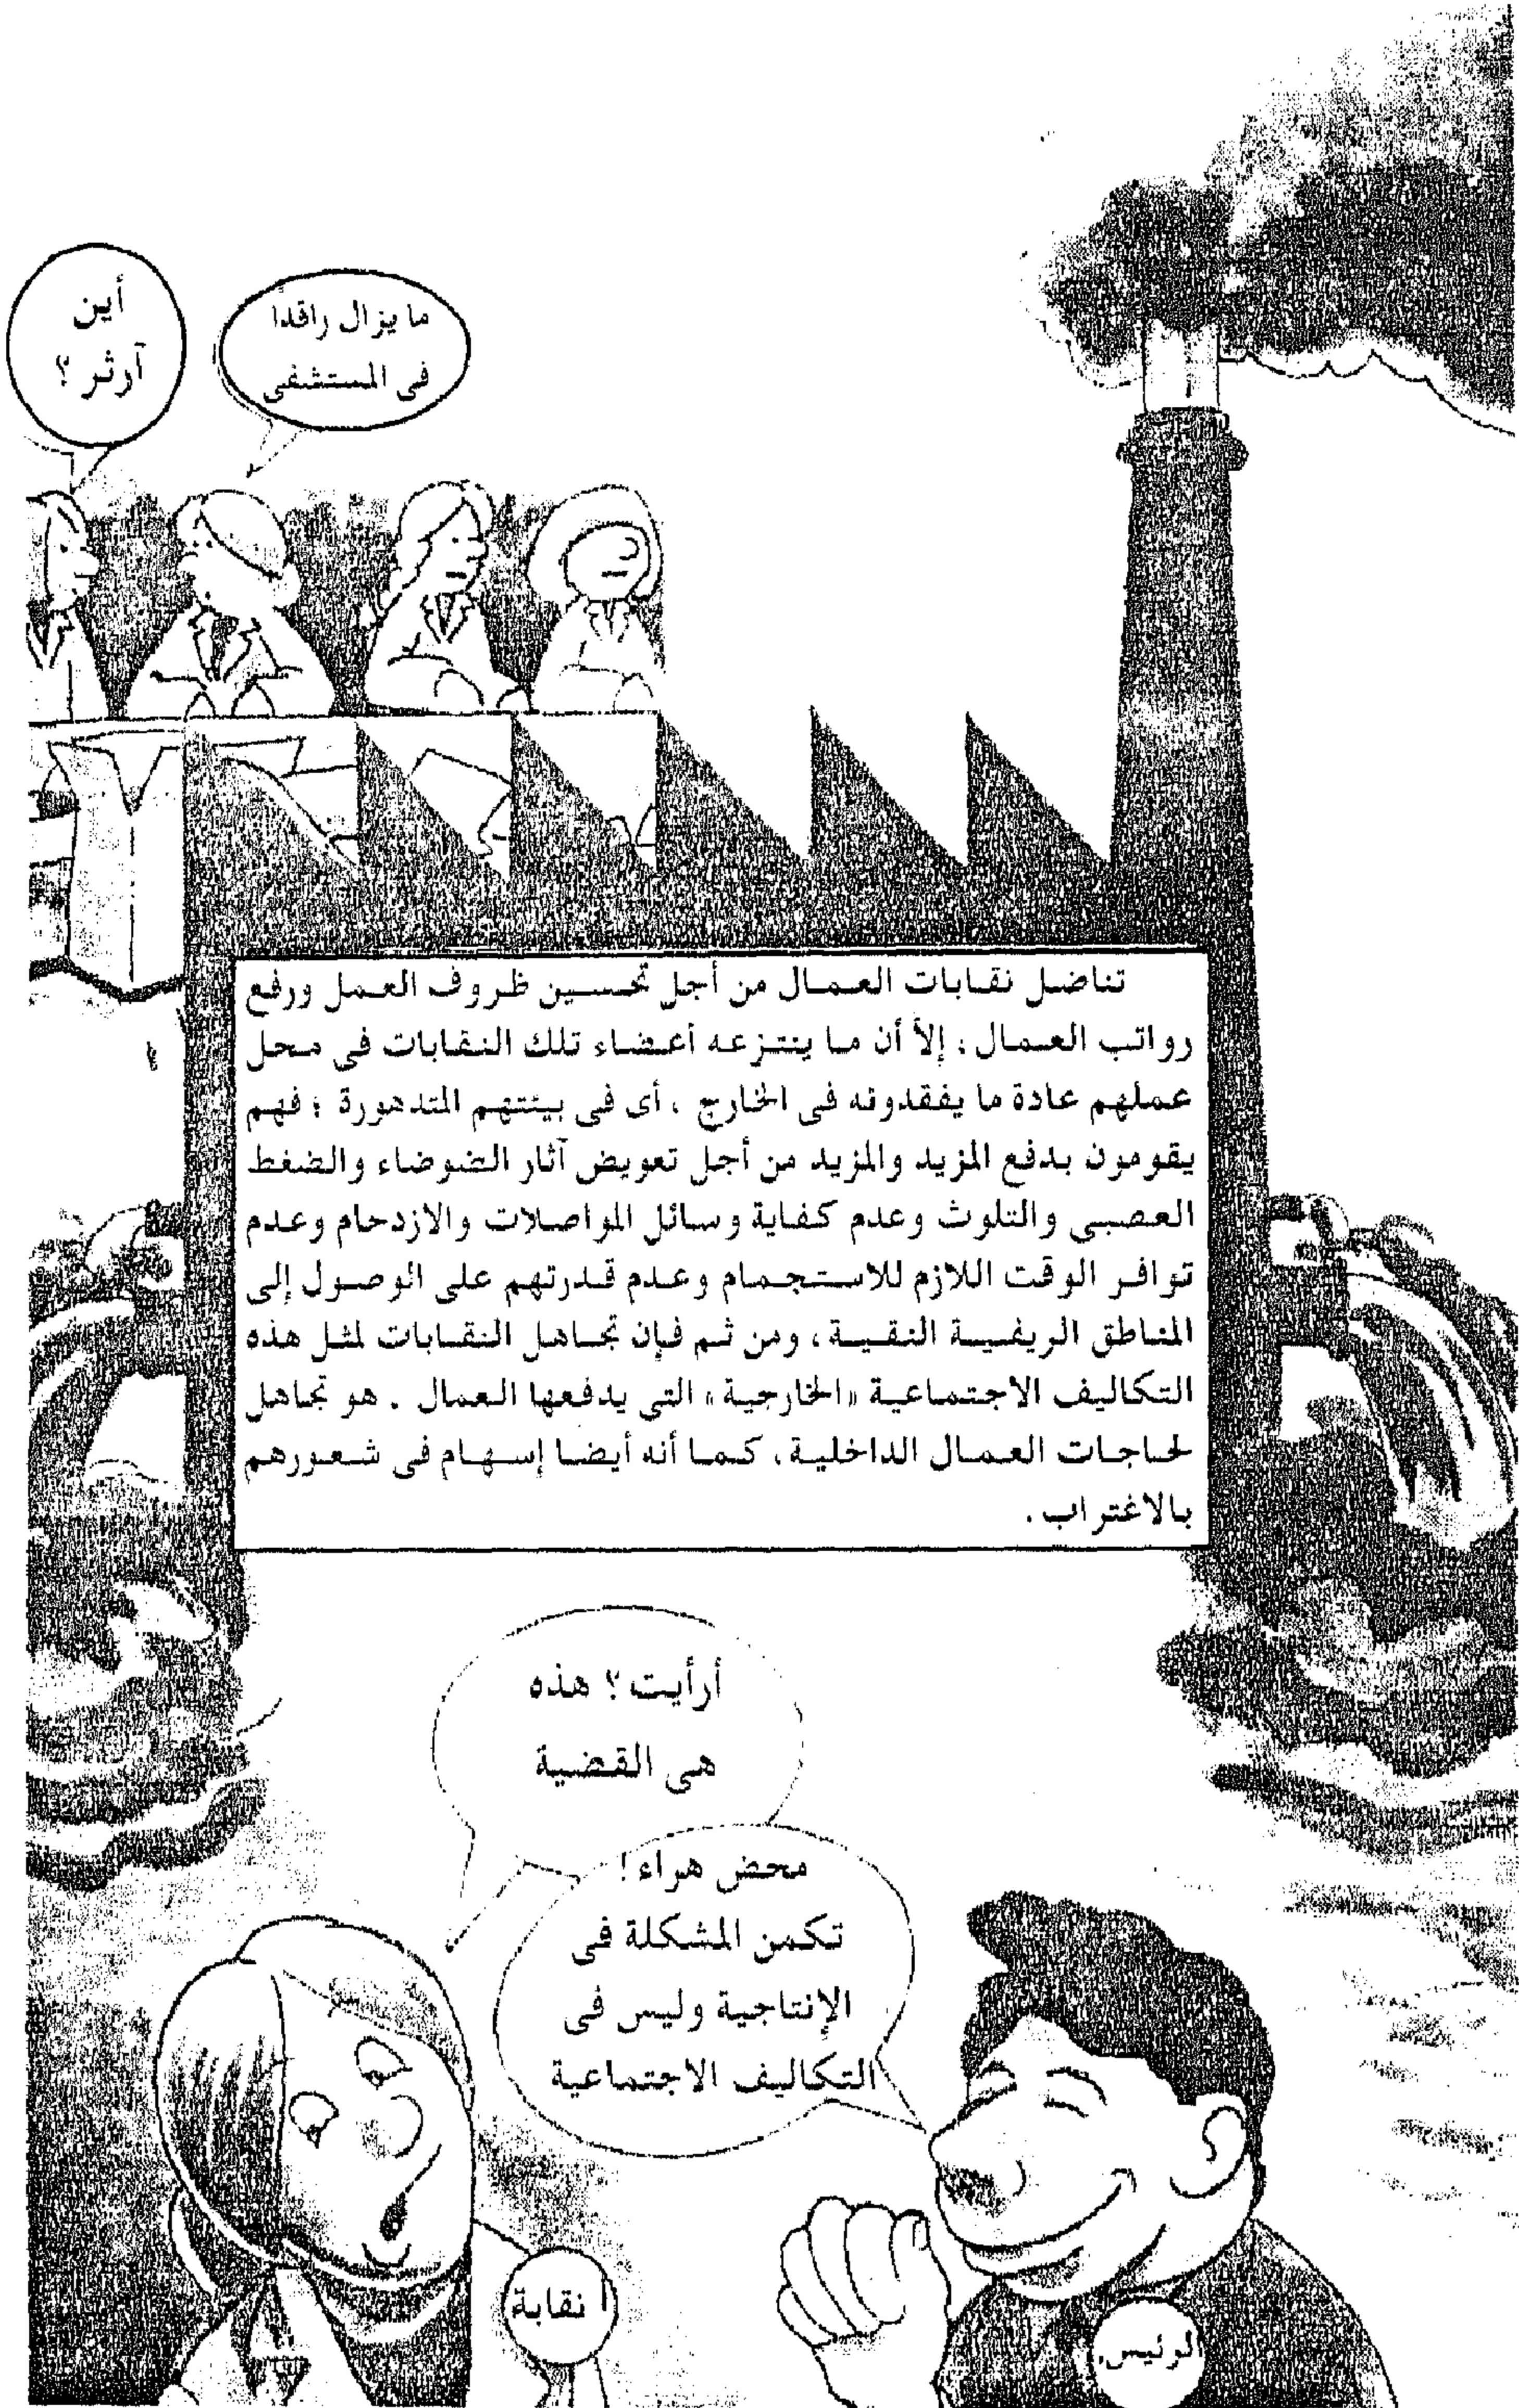 أين
آرثر ؟
ما يزال راقدا
فى المستشفى
تناضل نقابات العمال من أجل تحسين ظروف العمل ورفع
رواتب العمال ، إلا أن ما ينتزعه أعضاء تلك النقابات فى محل
عملهم عادة ما يفقدونه فى الخارج ، أى فى بيئتهم المتدهورة ؛ فهم
يقومون بدفع المزيد والمزيد من أجل تعويض آثار الضوضاء والضغط
العصبى والتلوث وعدم كفاية وسائل المواصلات والازدحام وعدم
توافر الوقت اللازم للاستجمام وعدم قدرتهم على الوصول إلى
المناطق الريفية النقية ، ومن ثم فإن تجاهل النقابات لمثل هذه
التكاليف الاجتماعية «الخارجية» التى يدفعها العمال . هو تجاهل
لحاجات العمال الداخلية ، كما أنه أيضا إسهام فى شعورهم
بالاغتراب .
أرأيت ؟ هذه
هى القضية
محض هراء !
تكمن المشكلة فى
الإنتاجية وليس فى
التكاليف الاجتماعية
نقابة
الرئيس